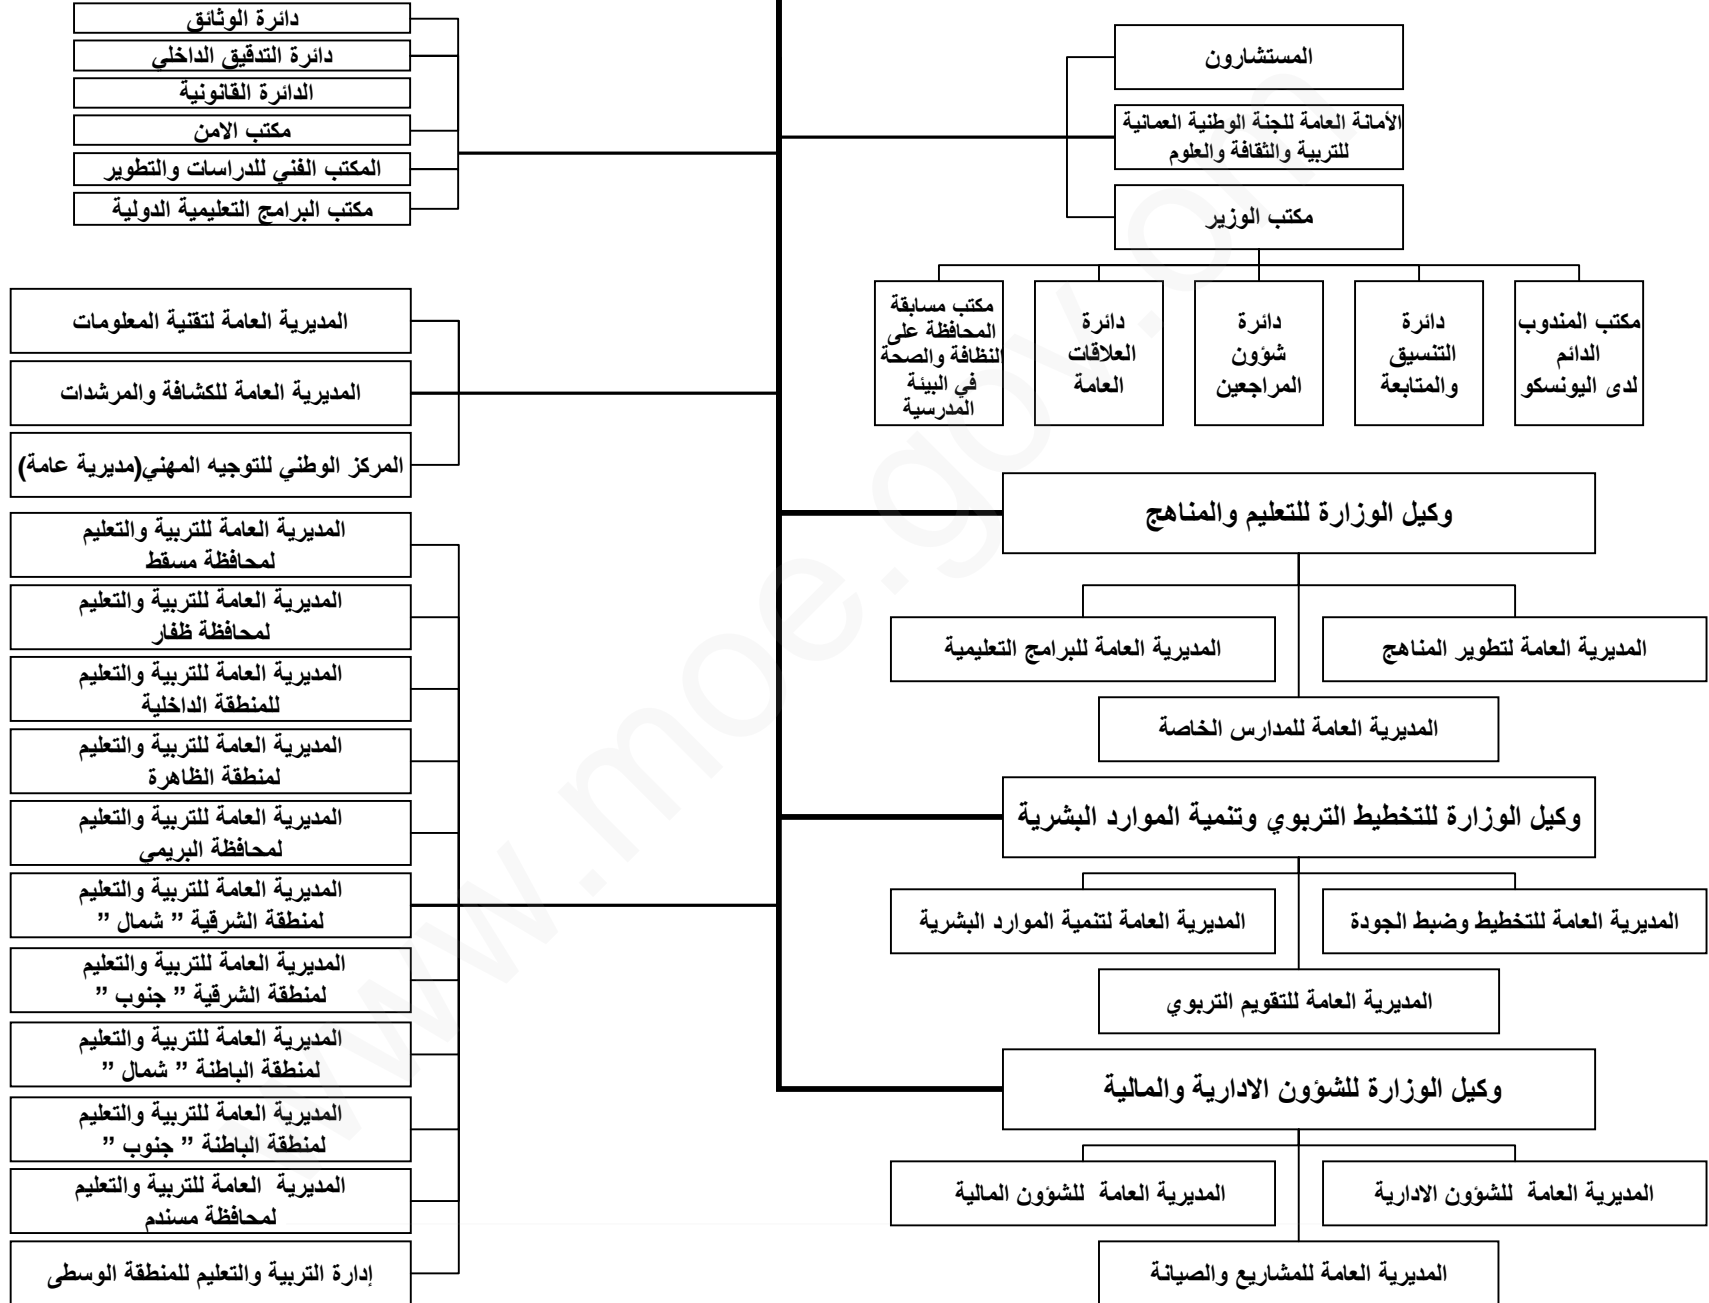 المستشارون
الأمانة العامة للجنة الوطنية العمانية
للتربية والثقافة والعلوم
مكتب الوزير
مكتب المندوب
الدائم
لدى اليونسكو
دائرة
التنسيق
والمتابعة
دائرة
شؤون
المراجعين
دائرة
العلاقات
العامة
مكتب مسابقة
المحافظة على
النظافة والصحة
في البيئة
المدرسية
وكيل الوزارة للتعليم والمناهج
المديرية العامة لتطوير المناهج
المديرية العامة للبرامج التعليمية
المديرية العامة للمدارس الخاصة
وكيل الوزارة للتخطيط التربوي وتنمية الموارد البشرية
المديرية العامة للتخطيط وضبط الجودة
المديرية العامة لتنمية الموارد البشرية
المديرية العامة للتقويم التربوي
وكيل الوزارة للشؤون الادارية والمالية
المديرية العامة للشؤون الادارية
المديرية العامة للشؤون المالية
المديرية العامة للمشاريع والصيانة
دائرة الوثائق
دائرة التدقيق الداخلي
الدائرة القانونية
مكتب الامن
المكتب الفني للدراسات والتطوير
مكتب البرامج التعليمية الدولية
المديرية العامة لتقنية المعلومات
المديرية العامة للكشافة والمرشدات
المركز الوطني للتوجيه المهني(مديرية عامة)
المديرية العامة للتربية والتعليم
لمحافظة مسقط
المديرية العامة للتربية والتعليم
لمحافظة ظفار
المديرية العامة للتربية والتعليم
للمنطقة الداخلية
المديرية العامة للتربية والتعليم
لمنطقة الظاهرة
المديرية العامة للتربية والتعليم
لمحافظة البريمي
المديرية العامة للتربية والتعليم
لمنطقة الشرقية ” شمال ”
المديرية العامة للتربية والتعليم
لمنطقة الشرقية ” جنوب ”
المديرية العامة للتربية والتعليم
لمنطقة الباطنة ” شمال ”
المديرية العامة للتربية والتعليم
لمنطقة الباطنة ” جنوب ”
المديرية العامة للتربية والتعليم
لمحافظة مسندم
إدارة التربية والتعليم للمنطقة الوسطى
www.moe.gov.om